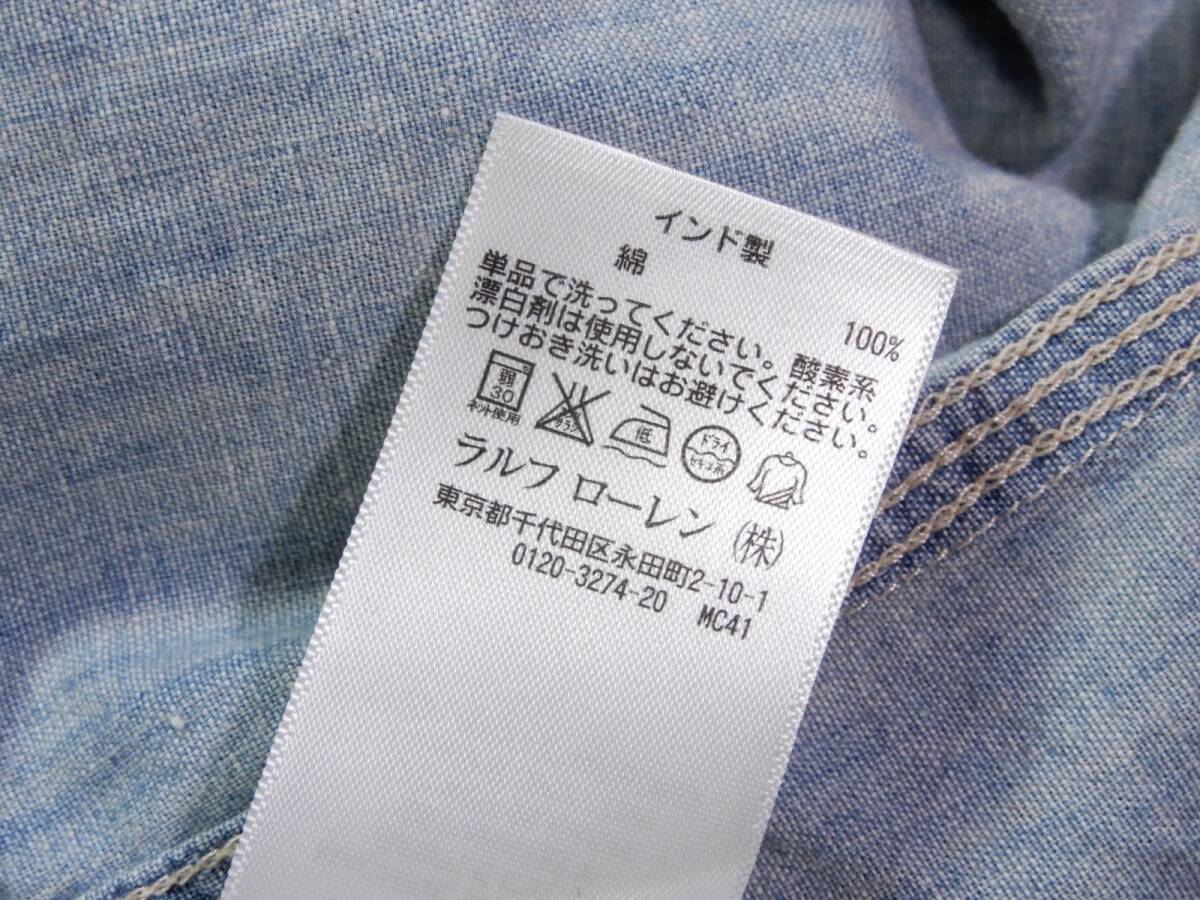 インド製
綿 100%
単品で洗ってください。 酸素系
漂白剤は使用しないでください。
つけおき洗いはお避けください。
弱
30
ネット使用
低
ドライ
セキユ系
ラルフ ローレン (株)
東京都千代田区永田町2-10-1
0120-3274-20 MC41